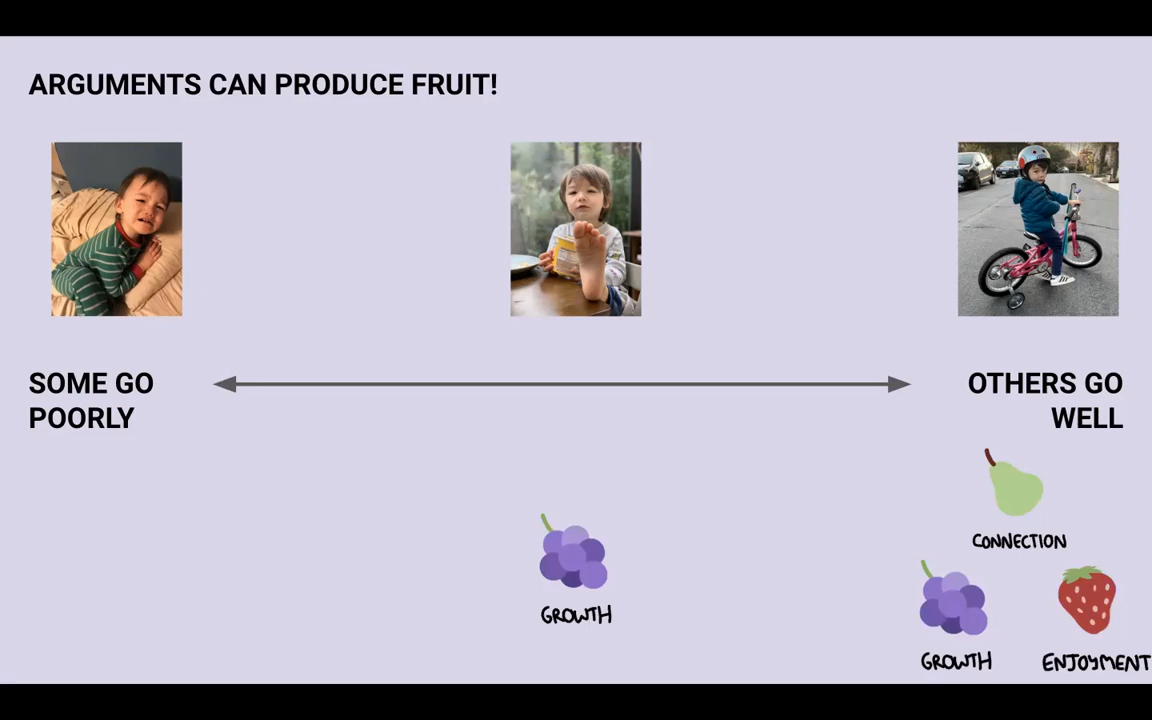 ARGUMENTS CAN PRODUCE FRUIT!
SOME GO
POORLY
OTHERS GO
WELL
CONNECTION
GROWTH
GROWTH
ENJOYMENT